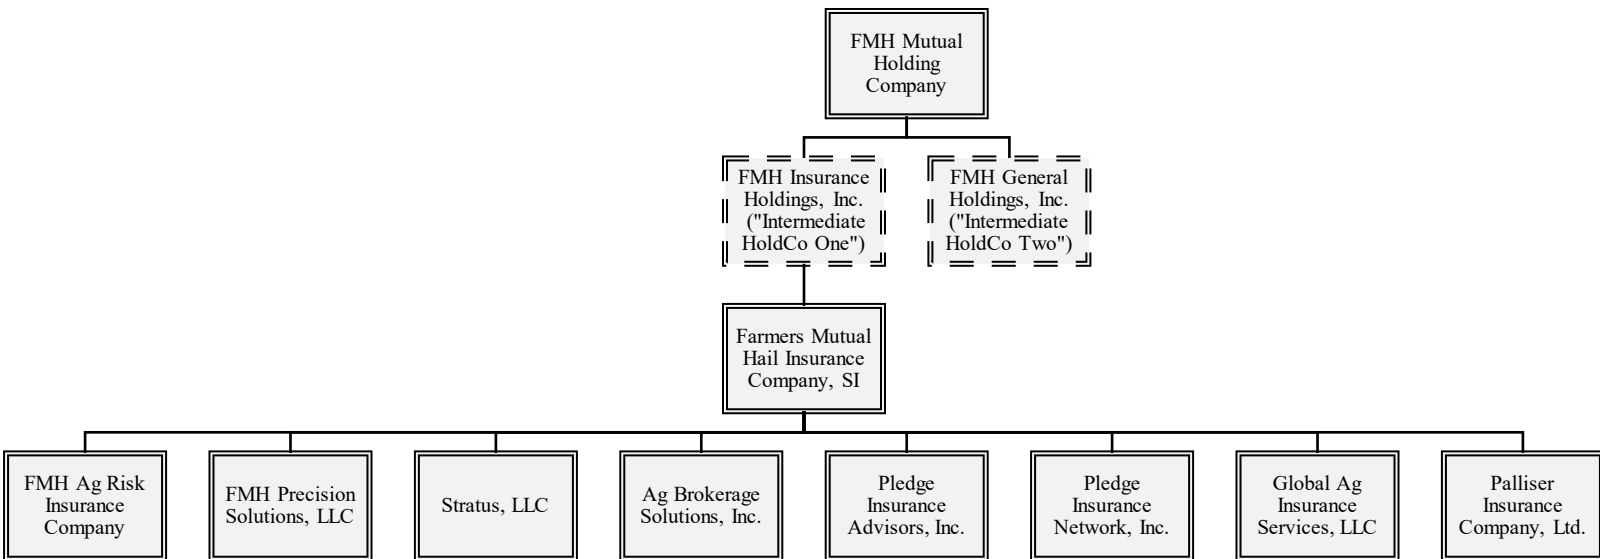 FMH Mutual
Holding
Company
FMH Insurance
Holdings, Inc.
("Intermediate
HoldCo One")
FMH General
Holdings, Inc.
("Intermediate
HoldCo Two")
Farmers Mutual
Hail Insurance
Company, SI
FMH Ag Risk
Insurance
Company
FMH Precision
Solutions, LLC
Stratus, LLC
Ag Brokerage
Solutions, Inc.
Pledge
Insurance
Advisors, Inc.
Pledge
Insurance
Network, Inc.
Global Ag
Insurance
Services, LLC
Palliser
Insurance
Company, Ltd.